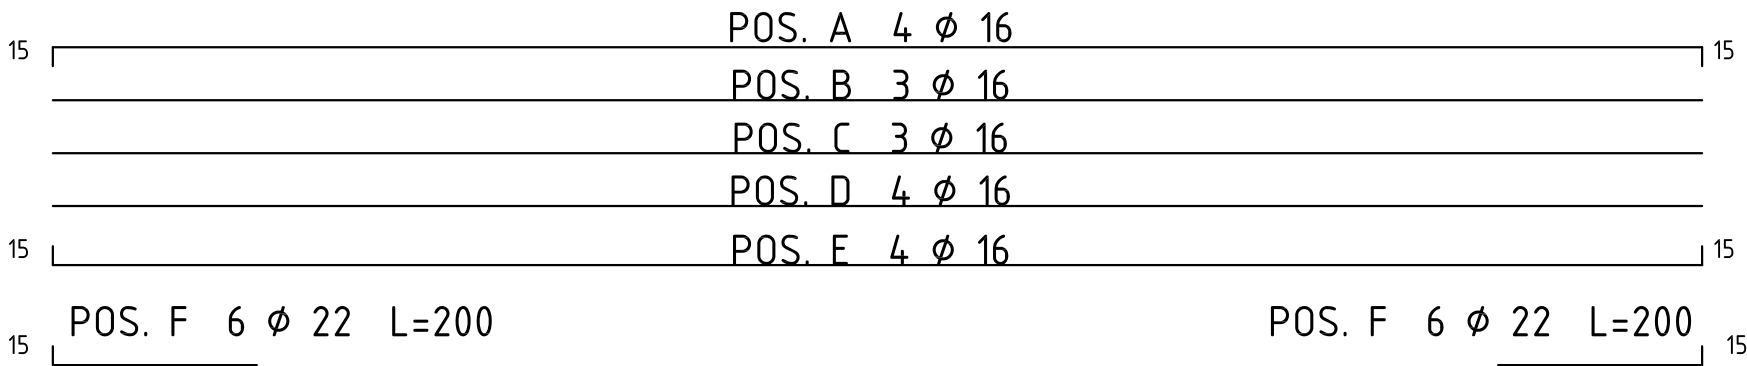 POS. A 4 ø 16
15 15
POS. B 3 ø 16
POS. C 3 ø 16
POS. D 4 ø 16
POS. E 4 ø 16
15 15
POS. F 6 ø 22 L=200 POS. F 6 ø 22 L=200
15 15